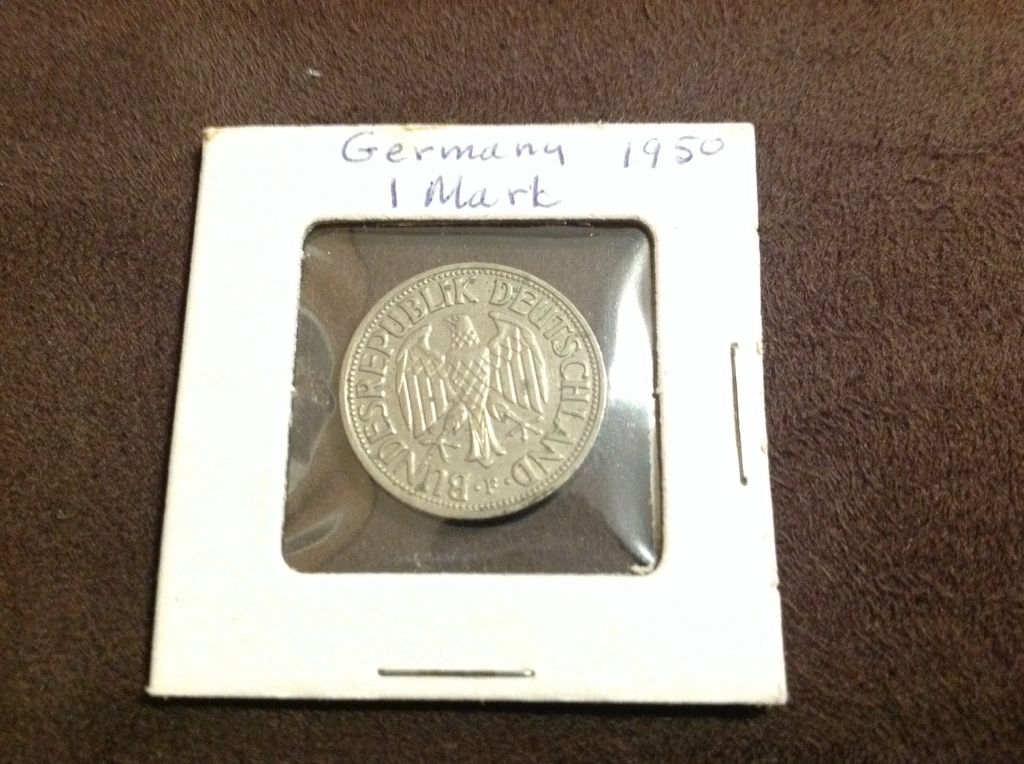 Germany 1950
1 Mark
BUNDESREPUBLIK DEUTSCHLAND
·F·